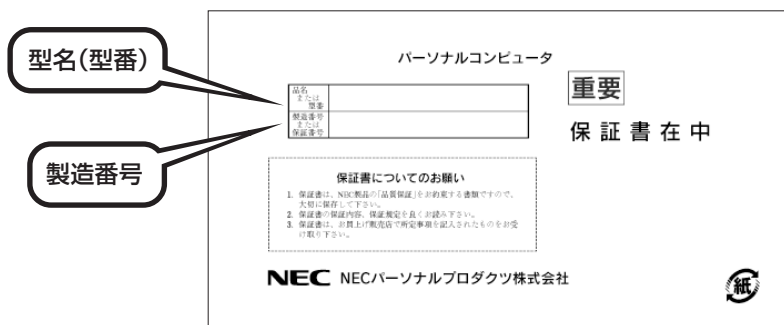 型名(型番)
製造番号
パーソナルコンピュータ
品名
または
型番
製造番号
または
保証番号
重要
保証書在中
保証書についてのお願い
1. 保証書は、NEC製品の「品質保証」をお約束する書類ですので、
大切に保存して下さい。
2. 保証書の保証内容、保証規定を良くお読み下さい。
3. 保証書は、お買上げ販売店で所定事項を記入されたものをお受
け取り下さい。
NEC NECパーソナルプロダクツ株式会社
紙